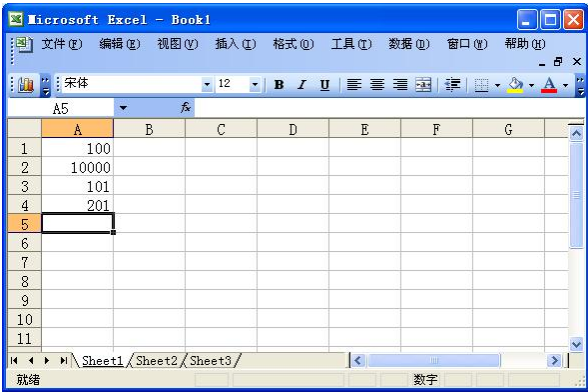 Microsoft Excel - Book1
文件(F) 编辑(E) 视图(V) 插入(I) 格式(O) 工具(T) 数据(D) 窗口(W) 帮助(H)
宋体 12 B I U A
A5 fx
A B C D E F G
1 100
2 10000
3 101
4 201
5
6
7
8
9
10
11
Sheet1 Sheet2 Sheet3
就绪 数字